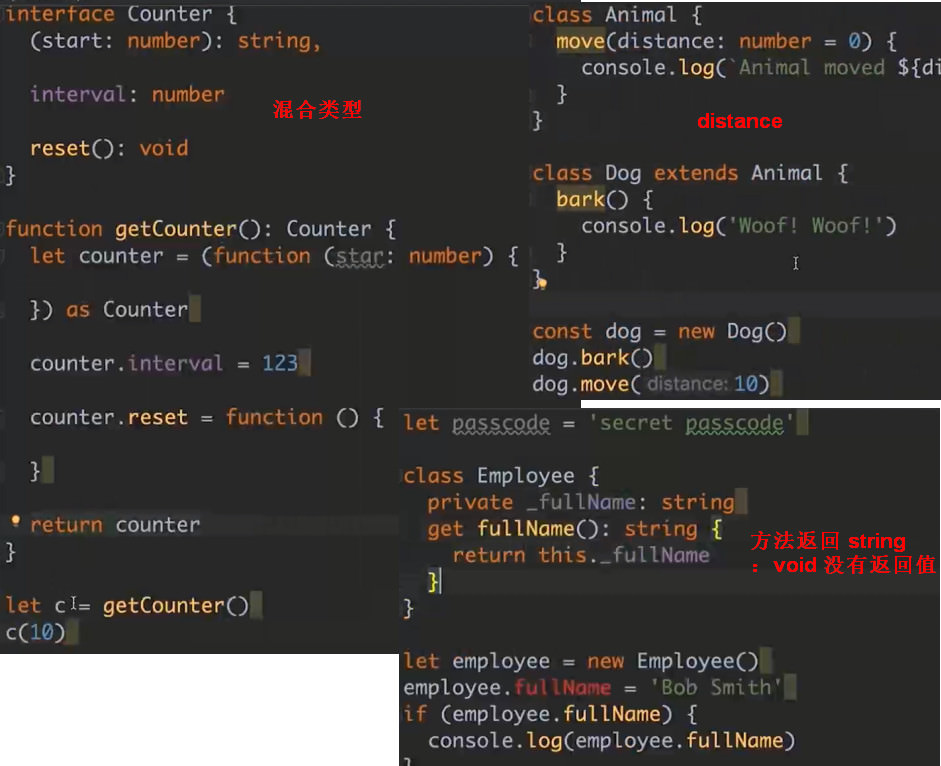 interface Counter {
(start: number): string,
interval: number
混合类型
reset(): void
}
function getCounter(): Counter {
let counter = (function (star: number) {
}) as Counter
counter.interval = 123
counter.reset = function () {
}
return counter
}
let c = getCounter()
c(10)
class Animal {
move(distance: number = 0) {
console.log(`Animal moved ${di
}
}
distance
class Dog extends Animal {
bark() {
console.log('Woof! Woof!')
}
}
const dog = new Dog()
dog.bark()
dog.move( distance: 10)
let passcode = 'secret passcode'
class Employee {
private _fullName: string
get fullName(): string {
return this._fullName
}
}
方法返回 string
：void 没有返回值
let employee = new Employee()
employee.fullName = 'Bob Smith'
if (employee.fullName) {
console.log(employee.fullName)
}